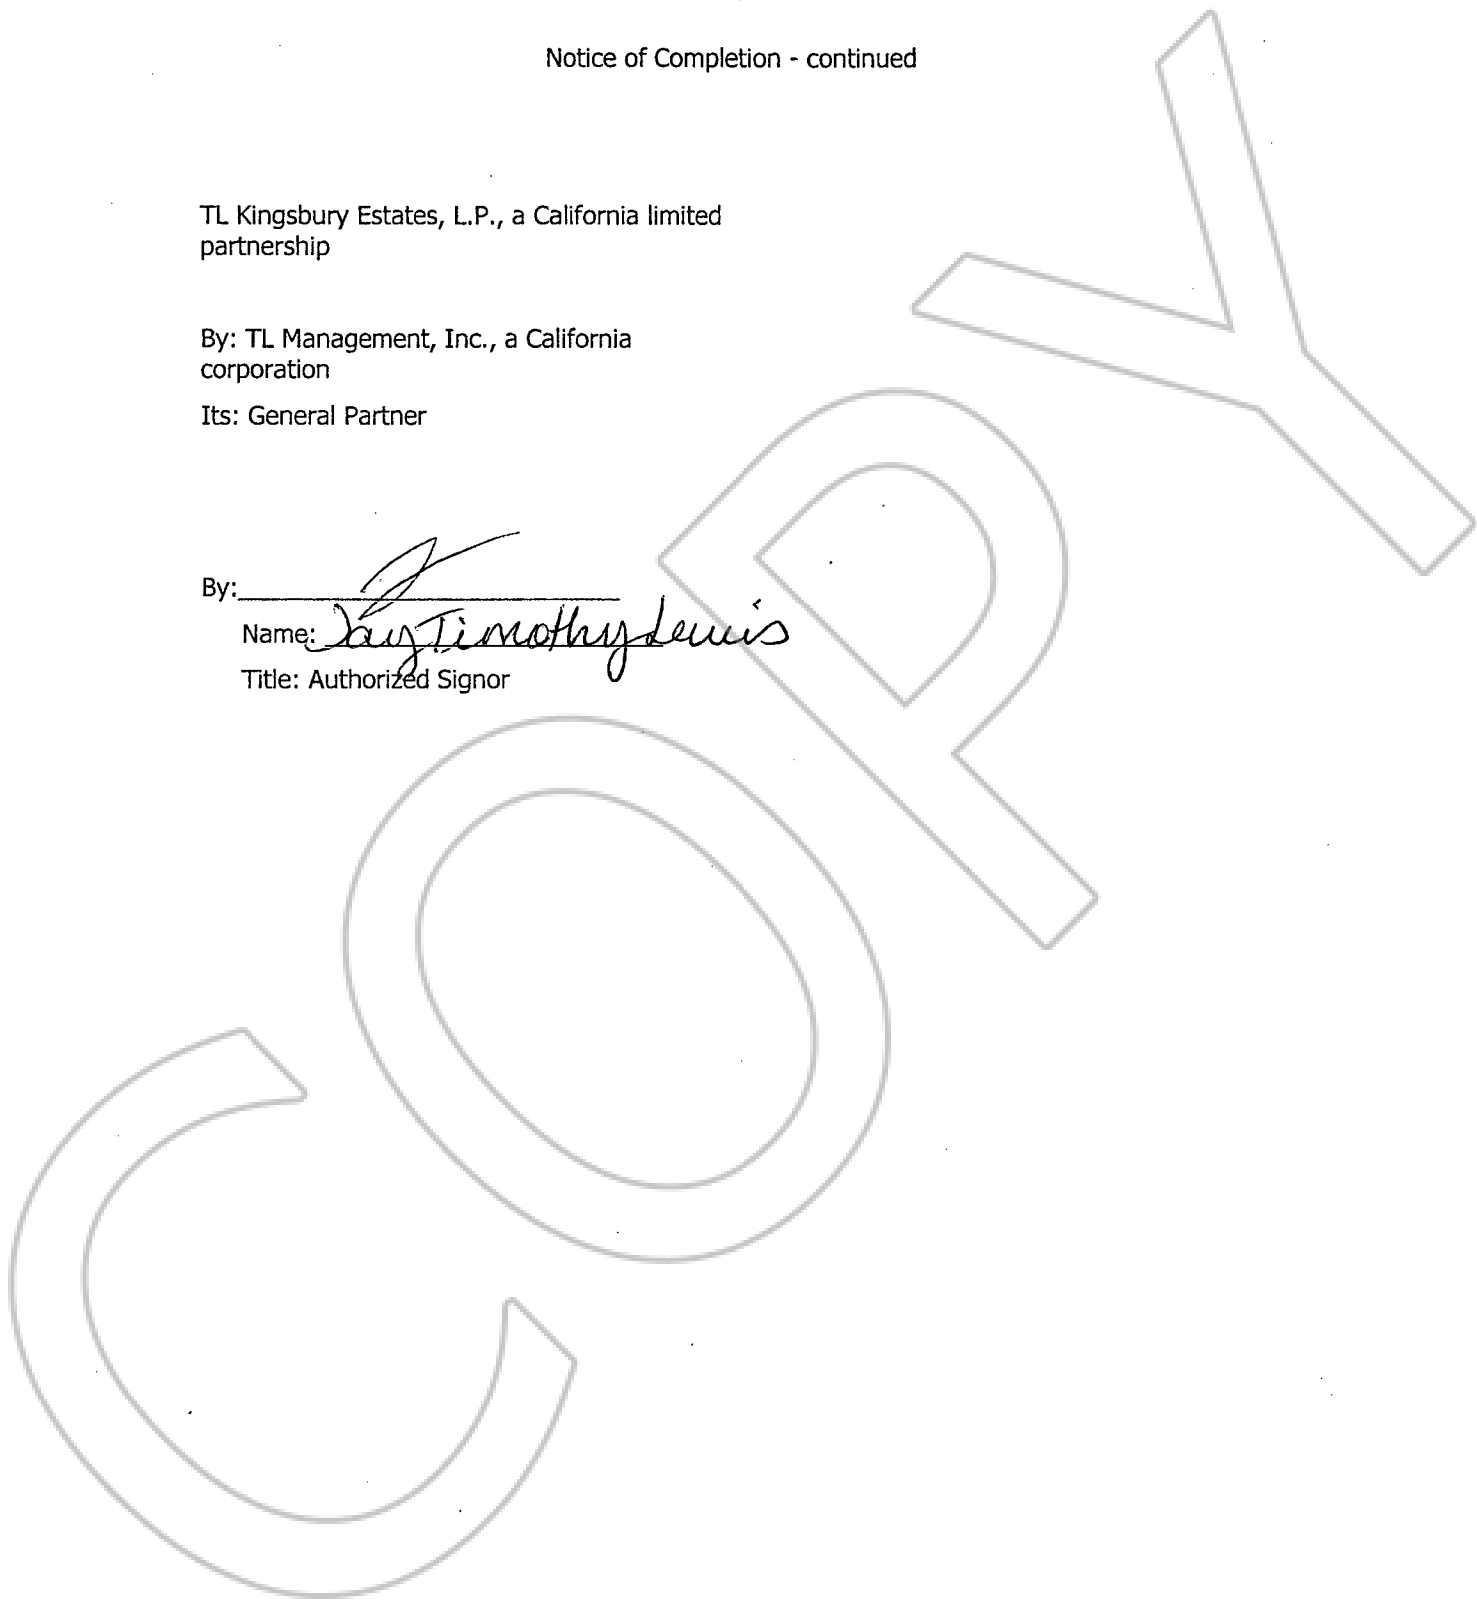 Notice of Completion - continued
TL Kingsbury Estates, L.P., a California limited
partnership
By: TL Management, Inc., a California
corporation
Its: General Partner
By:
Name: Jay Timothy Lewis
Title: Authorized Signor
COPY